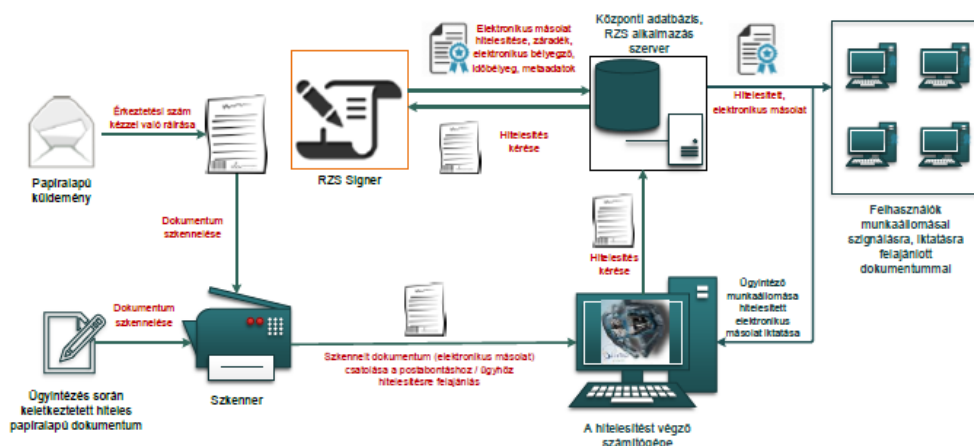 Elektronikus másolat
hitelesítése, záradék,
elektronikus bélyegző,
időbélyeg, metaadatok
Központi adatbázis,
RZS alkalmazás
szerver
Érkeztetési szám
kézzel való ráírása
Hitelesítés
kérése
Hitelesített,
elektronikus másolat
Papíralapú
küldemény
RZS Signer
Felhasználók
munkaállomásai
szignálásra, iktatásra
felajánlott
dokumentummal
Dokumentum
szkennelése
Hitelesítés
kérése
Dokumentum
szkennelése
Ügyintéző
munkaállomása
hitelesített
elektronikus
másolat iktatása
Szkennelt dokumentum (elektronikus másolat)
csatolása a postabontáshoz / ügyhöz
hitelesítésre felajánlás
Ügyintézés során
keletkeztetett hiteles
papíralapú dokumentum
Szkenner
A hitelesítést végző
számítógépe